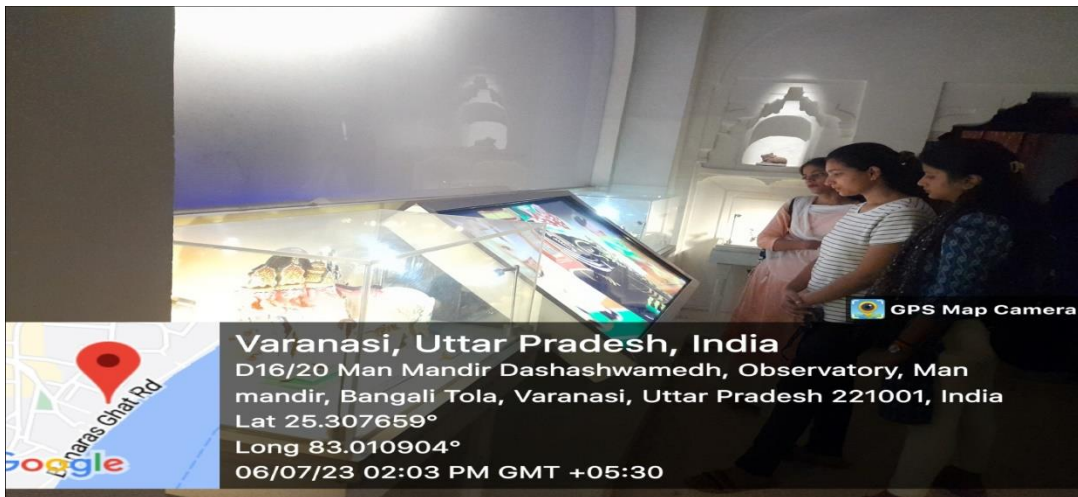 GPS Map Camera
Varanasi, Uttar Pradesh, India
D16/20 Man Mandir Dashashwamedh, Observatory, Man
mandir, Bangali Tola, Varanasi, Uttar Pradesh 221001, India
Lat 25.307659°
Long 83.010904°
06/07/23 02:03 PM GMT +05:30
Ghat Rd
Google